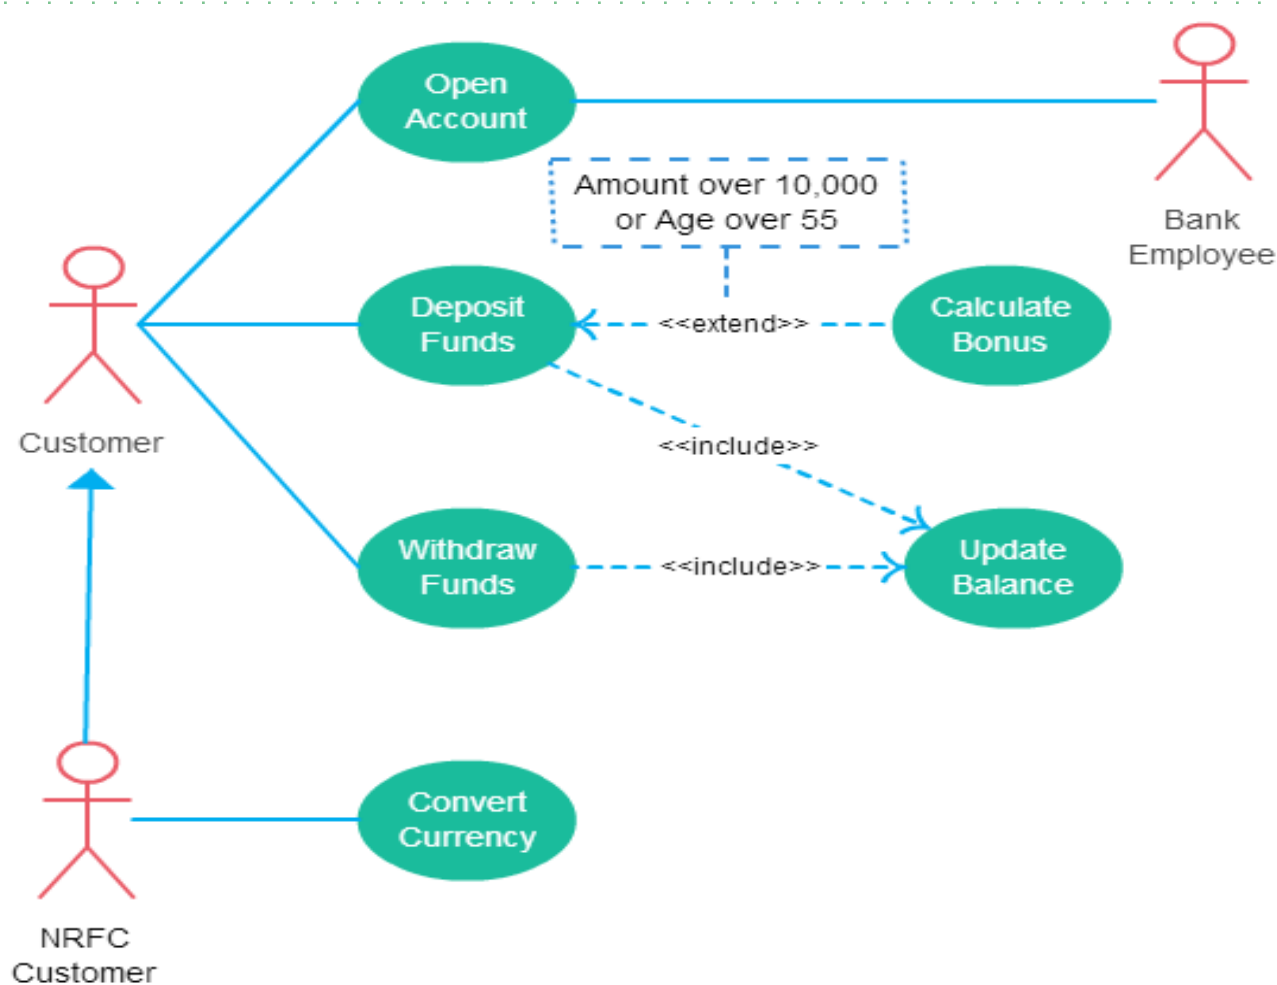 Open
Account
Amount over 10,000
or Age over 55
Bank
Employee
Deposit
Funds
<<extend>>
Calculate
Bonus
Customer
<<include>>
Withdraw
Funds
<<include>>
Update
Balance
Convert
Currency
NRFC
Customer